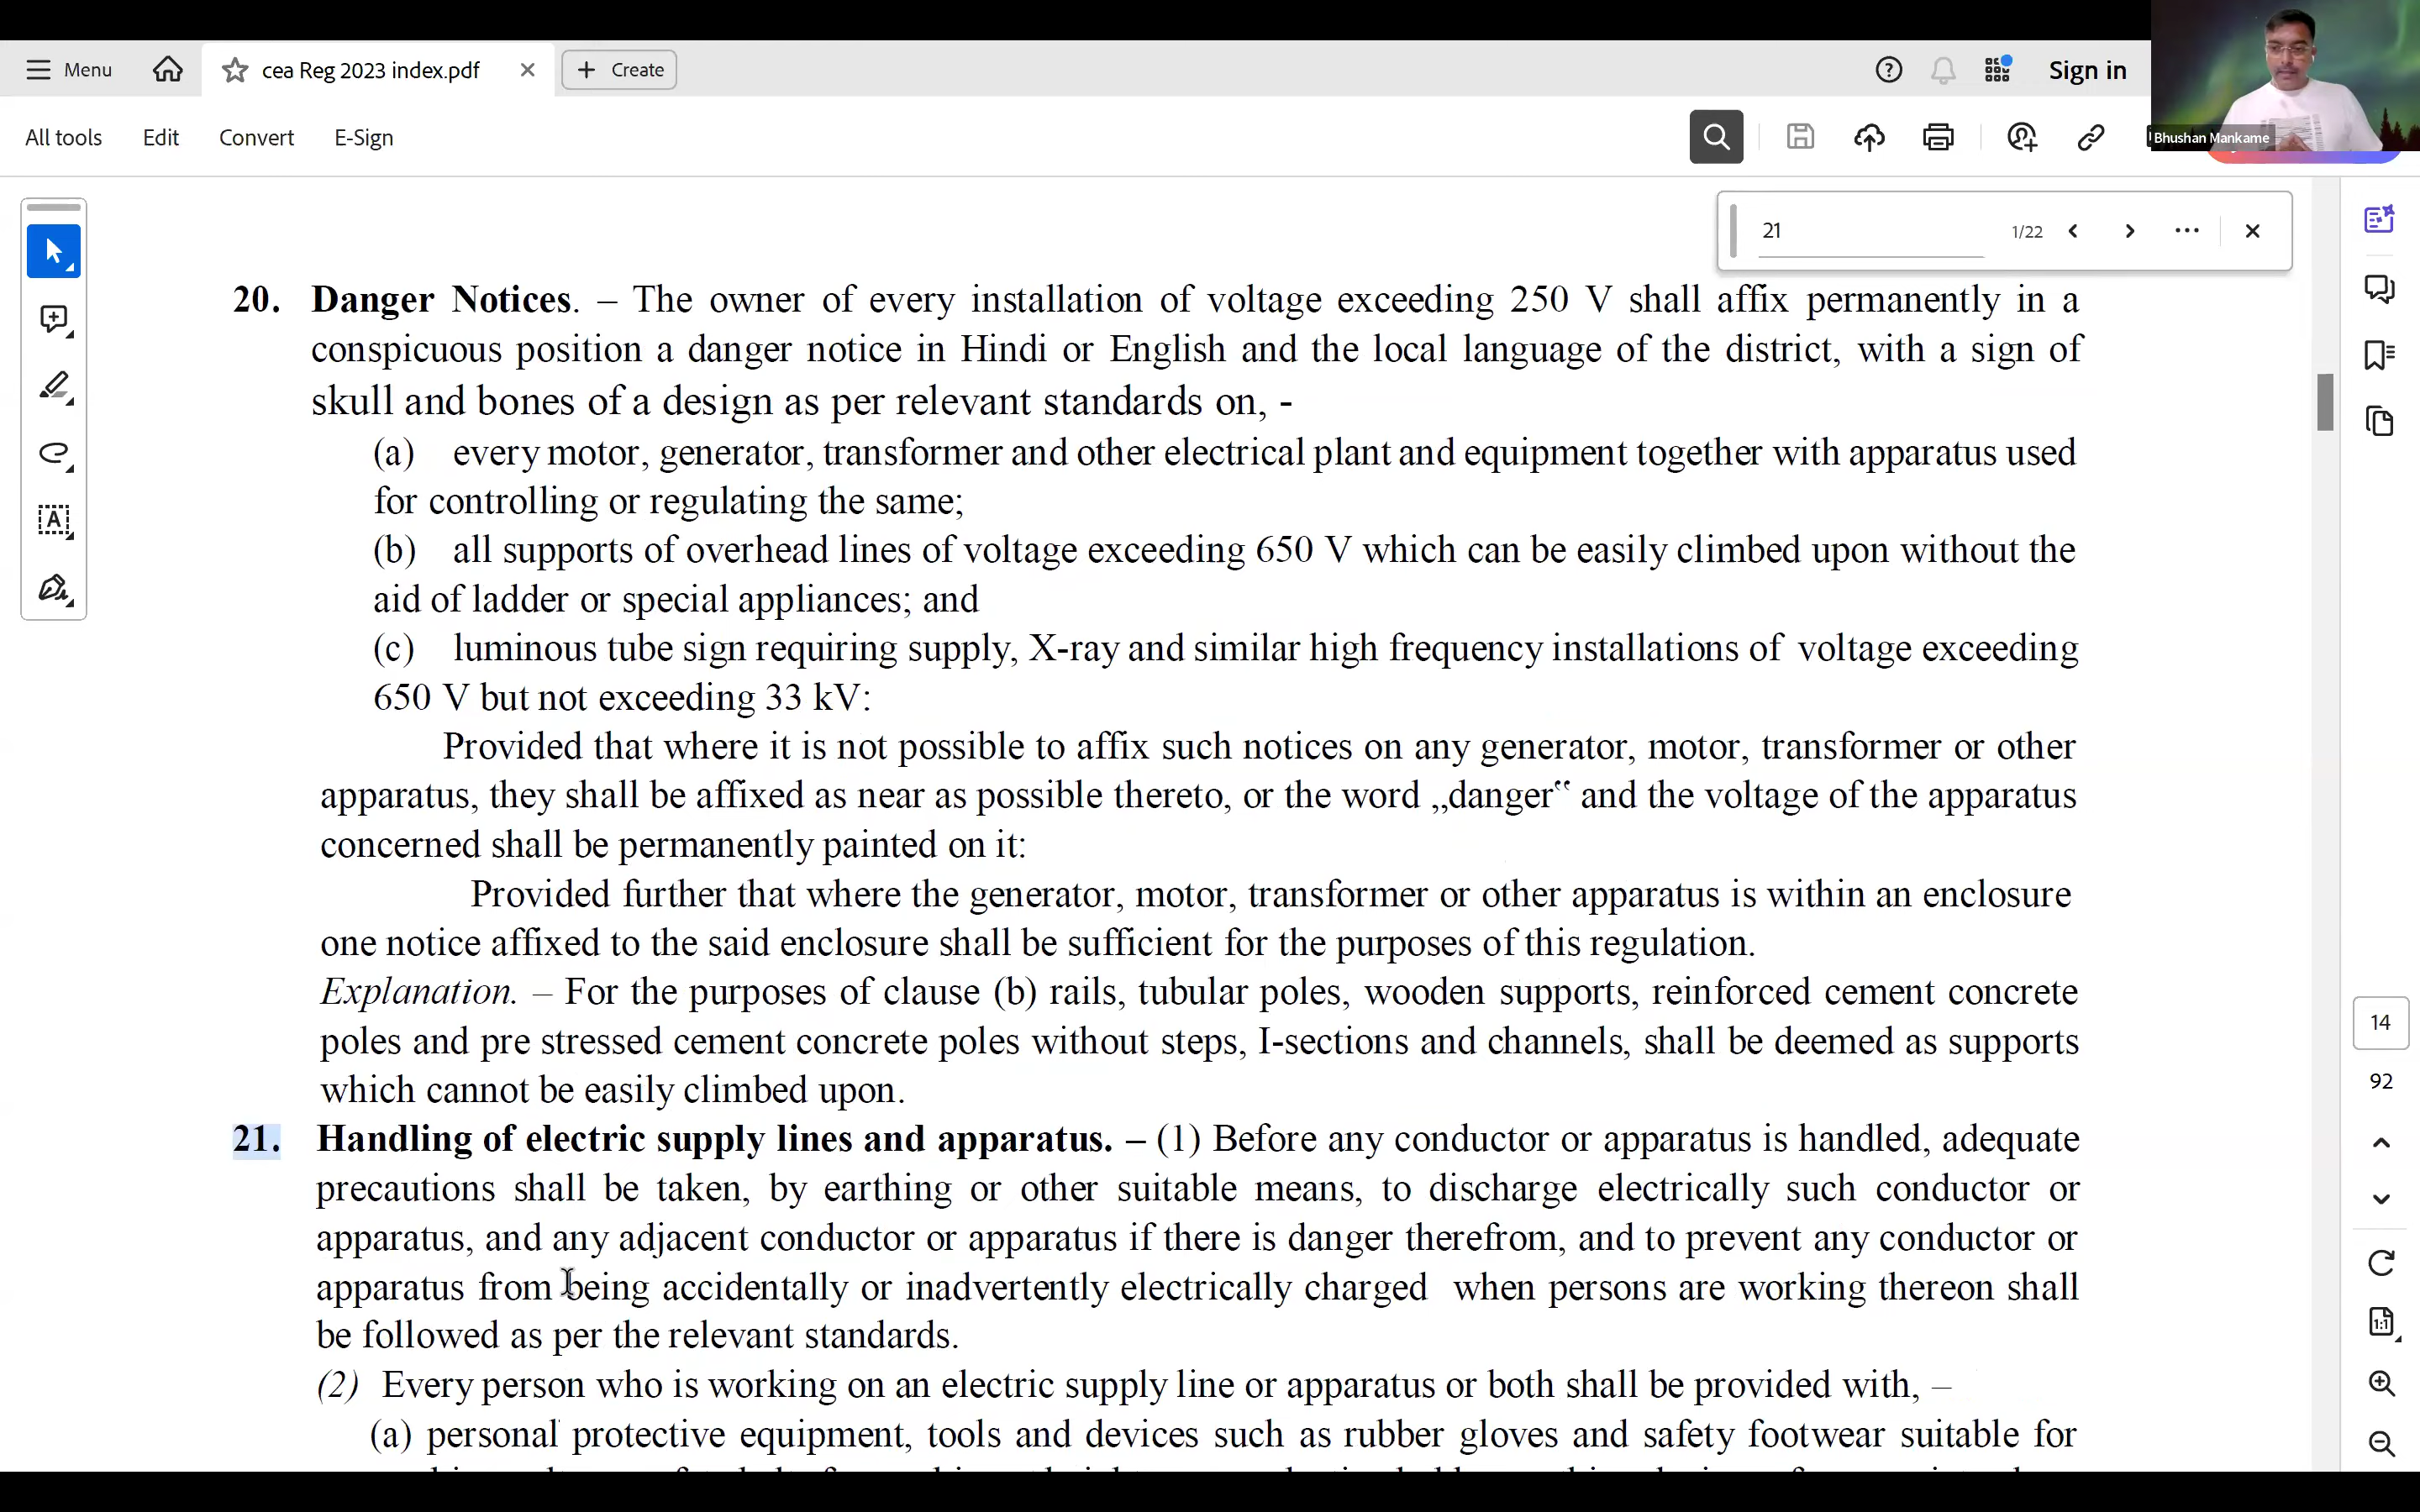 Menu
cea Reg 2023 index.pdf
Create
Sign in
All tools
Edit
Convert
E-Sign
Bhushan Mankame
21
1/22
20. Danger Notices. – The owner of every installation of voltage exceeding 250 V shall affix permanently in a
conspicuous position a danger notice in Hindi or English and the local language of the district, with a sign of
skull and bones of a design as per relevant standards on, -
(a) every motor, generator, transformer and other electrical plant and equipment together with apparatus used
for controlling or regulating the same;
(b) all supports of overhead lines of voltage exceeding 650 V which can be easily climbed upon without the
aid of ladder or special appliances; and
(c) luminous tube sign requiring supply, X-ray and similar high frequency installations of voltage exceeding
650 V but not exceeding 33 kV:
Provided that where it is not possible to affix such notices on any generator, motor, transformer or other
apparatus, they shall be affixed as near as possible thereto, or the word „danger‟ and the voltage of the apparatus
concerned shall be permanently painted on it:
Provided further that where the generator, motor, transformer or other apparatus is within an enclosure
one notice affixed to the said enclosure shall be sufficient for the purposes of this regulation.
Explanation. – For the purposes of clause (b) rails, tubular poles, wooden supports, reinforced cement concrete
poles and pre stressed cement concrete poles without steps, I-sections and channels, shall be deemed as supports
which cannot be easily climbed upon.
21. Handling of electric supply lines and apparatus. – (1) Before any conductor or apparatus is handled, adequate
precautions shall be taken, by earthing or other suitable means, to discharge electrically such conductor or
apparatus, and any adjacent conductor or apparatus if there is danger therefrom, and to prevent any conductor or
apparatus from being accidentally or inadvertently electrically charged when persons are working thereon shall
be followed as per the relevant standards.
(2) Every person who is working on an electric supply line or apparatus or both shall be provided with, –
(a) personal protective equipment, tools and devices such as rubber gloves and safety footwear suitable for
14
92
1:1